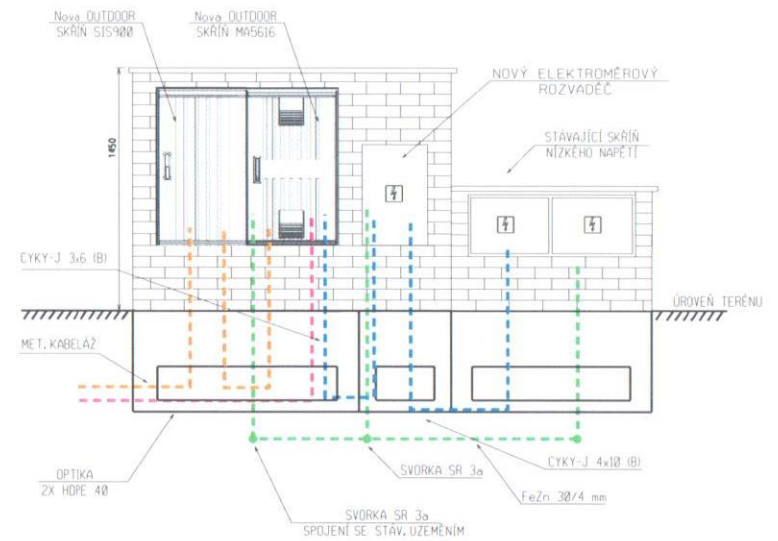 Nova OUTDOOR
SKŘÍŇ SIS900
Nova OUTDOOR
SKŘÍŇ MA5616
NOVÝ ELEKTROMĚROVÝ
ROZVADĚČ
STÁVAJÍCÍ SKŘÍŇ
NÍZKÉHO NAPĚTÍ
1450
CYKY-J 3x6 (B)
ÚROVEŇ TERÉNU
MET. KABELÁŽ
OPTIKA
2X HDPE 40
SVORKA SR 3a
CYKY-J 4x10 (B)
FeZn 30/4 mm
SVORKA SR 3a
SPOJENÍ SE STÁV. UZEMĚNÍM